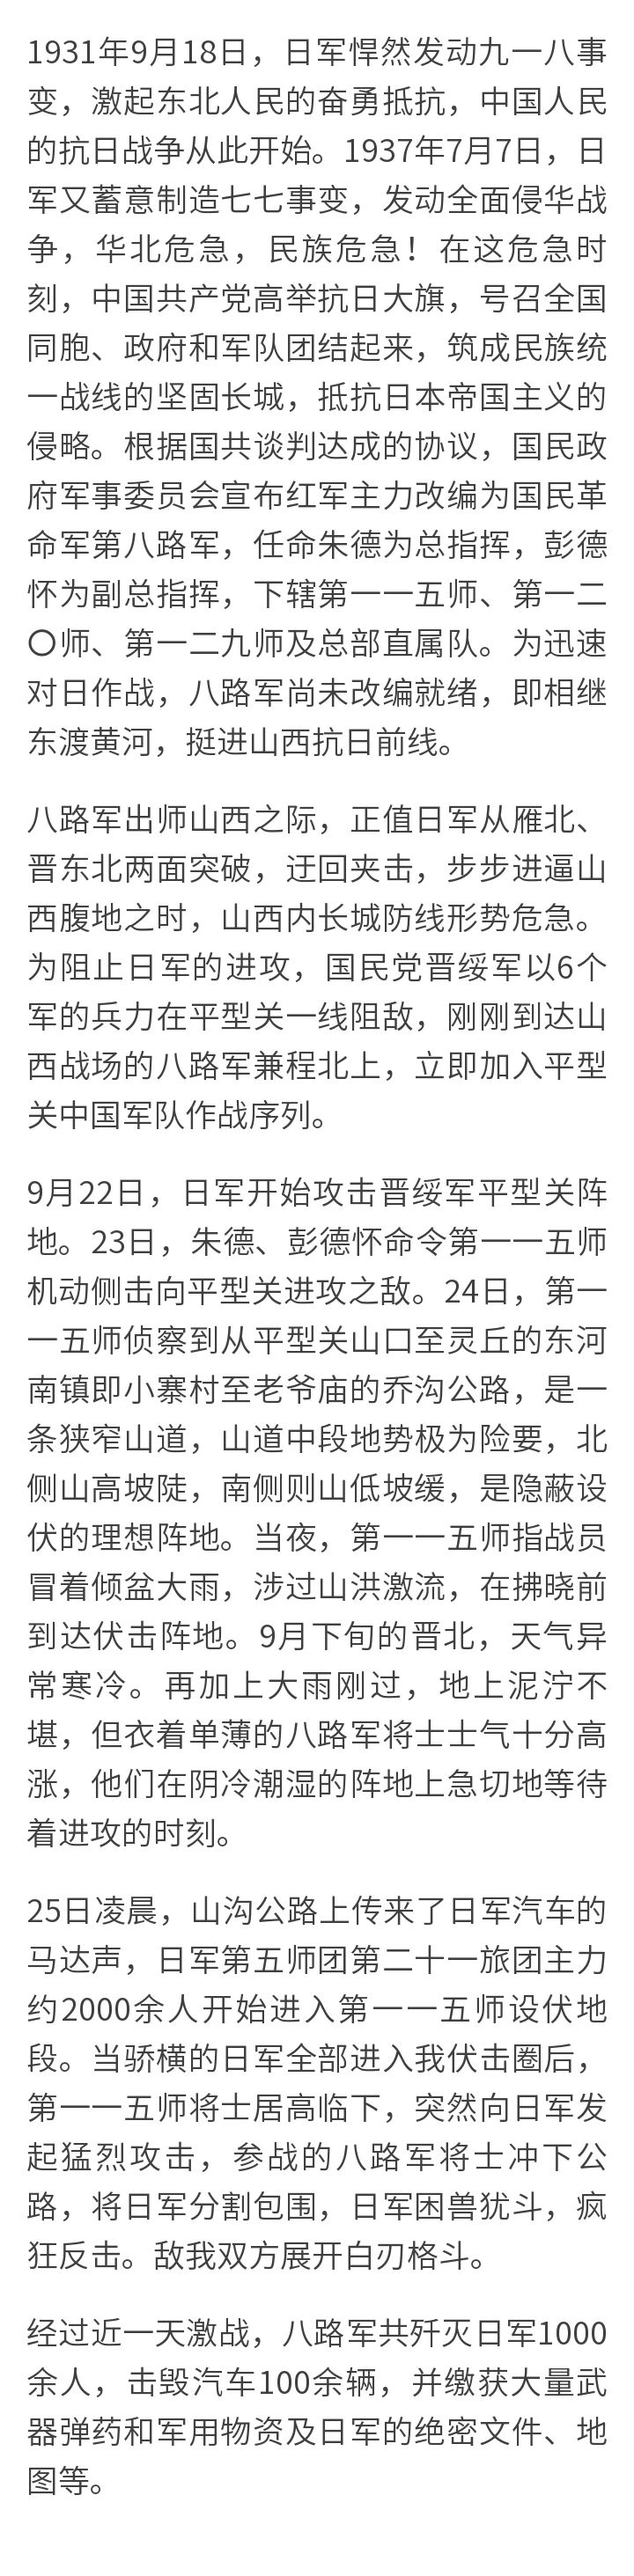 1931年9月18日，日军悍然发动九一八事
变，激起东北人民的奋勇抵抗，中国人民
的抗日战争从此开始。1937年7月7日，日
军又蓄意制造七七事变，发动全面侵华战
争，华北危急，民族危急！在这危急时
刻，中国共产党高举抗日大旗，号召全国
同胞、政府和军队团结起来，筑成民族统
一战线的坚固长城，抵抗日本帝国主义的
侵略。根据国共谈判达成的协议，国民政
府军事委员会宣布红军主力改编为国民革
命军第八路军，任命朱德为总指挥，彭德
怀为副总指挥，下辖第一一五师、第一二
〇师、第一二九师及总部直属队。为迅速
对日作战，八路军尚未改编就绪，即相继
东渡黄河，挺进山西抗日前线。
八路军出师山西之际，正值日军从雁北、
晋东北两面突破，迂回夹击，步步进逼山
西腹地之时，山西内长城防线形势危急。
为阻止日军的进攻，国民党晋绥军以6个
军的兵力在平型关一线阻敌，刚刚到达山
西战场的八路军兼程北上，立即加入平型
关中国军队作战序列。
9月22日，日军开始攻击晋绥军平型关阵
地。23日，朱德、彭德怀命令第一一五师
机动侧击向平型关进攻之敌。24日，第一
一五师侦察到从平型关山口至灵丘的东河
南镇即小寨村至老爷庙的乔沟公路，是一
条狭窄山道，山道中段地势极为险要，北
侧山高坡陡，南侧则山低坡缓，是隐蔽设
伏的理想阵地。当夜，第一一五师指战员
冒着倾盆大雨，涉过山洪激流，在拂晓前
到达伏击阵地。9月下旬的晋北，天气异
常寒冷。再加上大雨刚过，地上泥泞不
堪，但衣着单薄的八路军将士士气十分高
涨，他们在阴冷潮湿的阵地上急切地等待
着进攻的时刻。
25日凌晨，山沟公路上传来了日军汽车的
马达声，日军第五师团第二十一旅团主力
约2000余人开始进入第一一五师设伏地
段。当骄横的日军全部进入我伏击圈后，
第一一五师将士居高临下，突然向日军发
起猛烈攻击，参战的八路军将士冲下公
路，将日军分割包围，日军困兽犹斗，疯
狂反击。敌我双方展开白刃格斗。
经过近一天激战，八路军共歼灭日军1000
余人，击毁汽车100余辆，并缴获大量武
器弹药和军用物资及日军的绝密文件、地
图等。